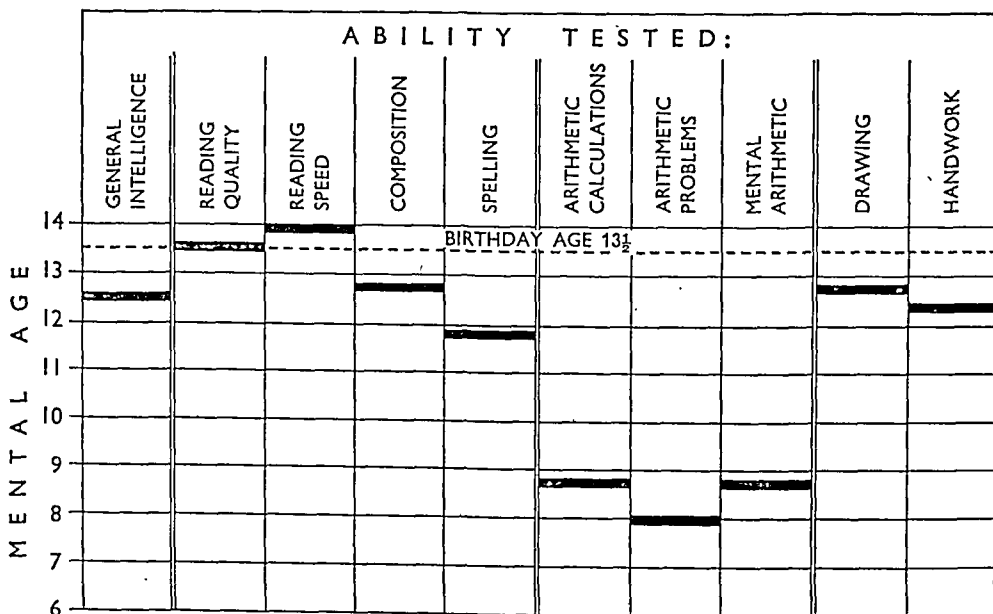 ABILITY TESTED:
GENERAL
INTELLIGENCE
READING
QUALITY
READING
SPEED
COMPOSITION
SPELLING
ARITHMETIC
CALCULATIONS
ARITHMETIC
PROBLEMS
MENTAL
ARITHMETIC
DRAWING
HANDWORK
MENTAL AGE
14
BIRTHDAY AGE 13½
13
12
11
10
9
8
7
6